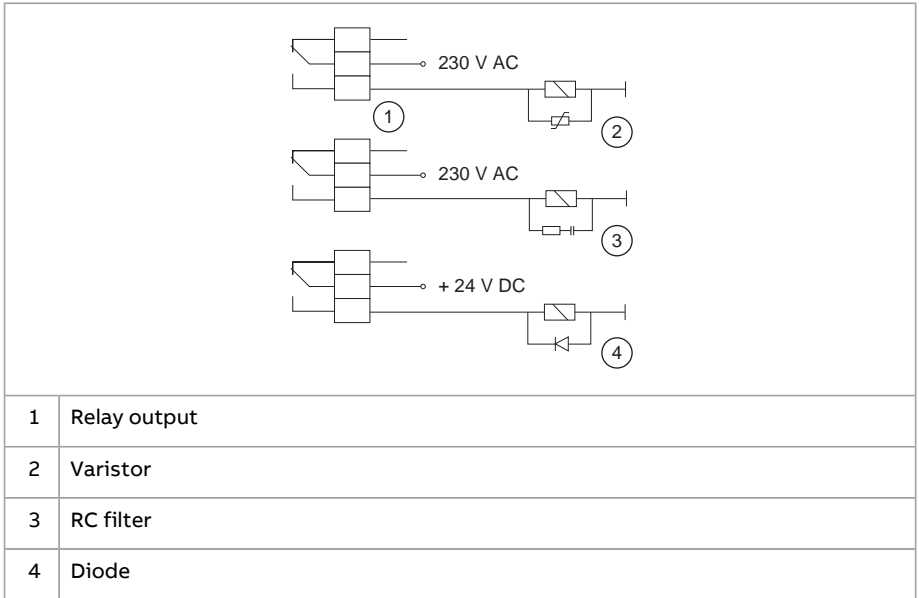 230 V AC
1
2
230 V AC
3
+ 24 V DC
4
1 Relay output
2 Varistor
3 RC filter
4 Diode